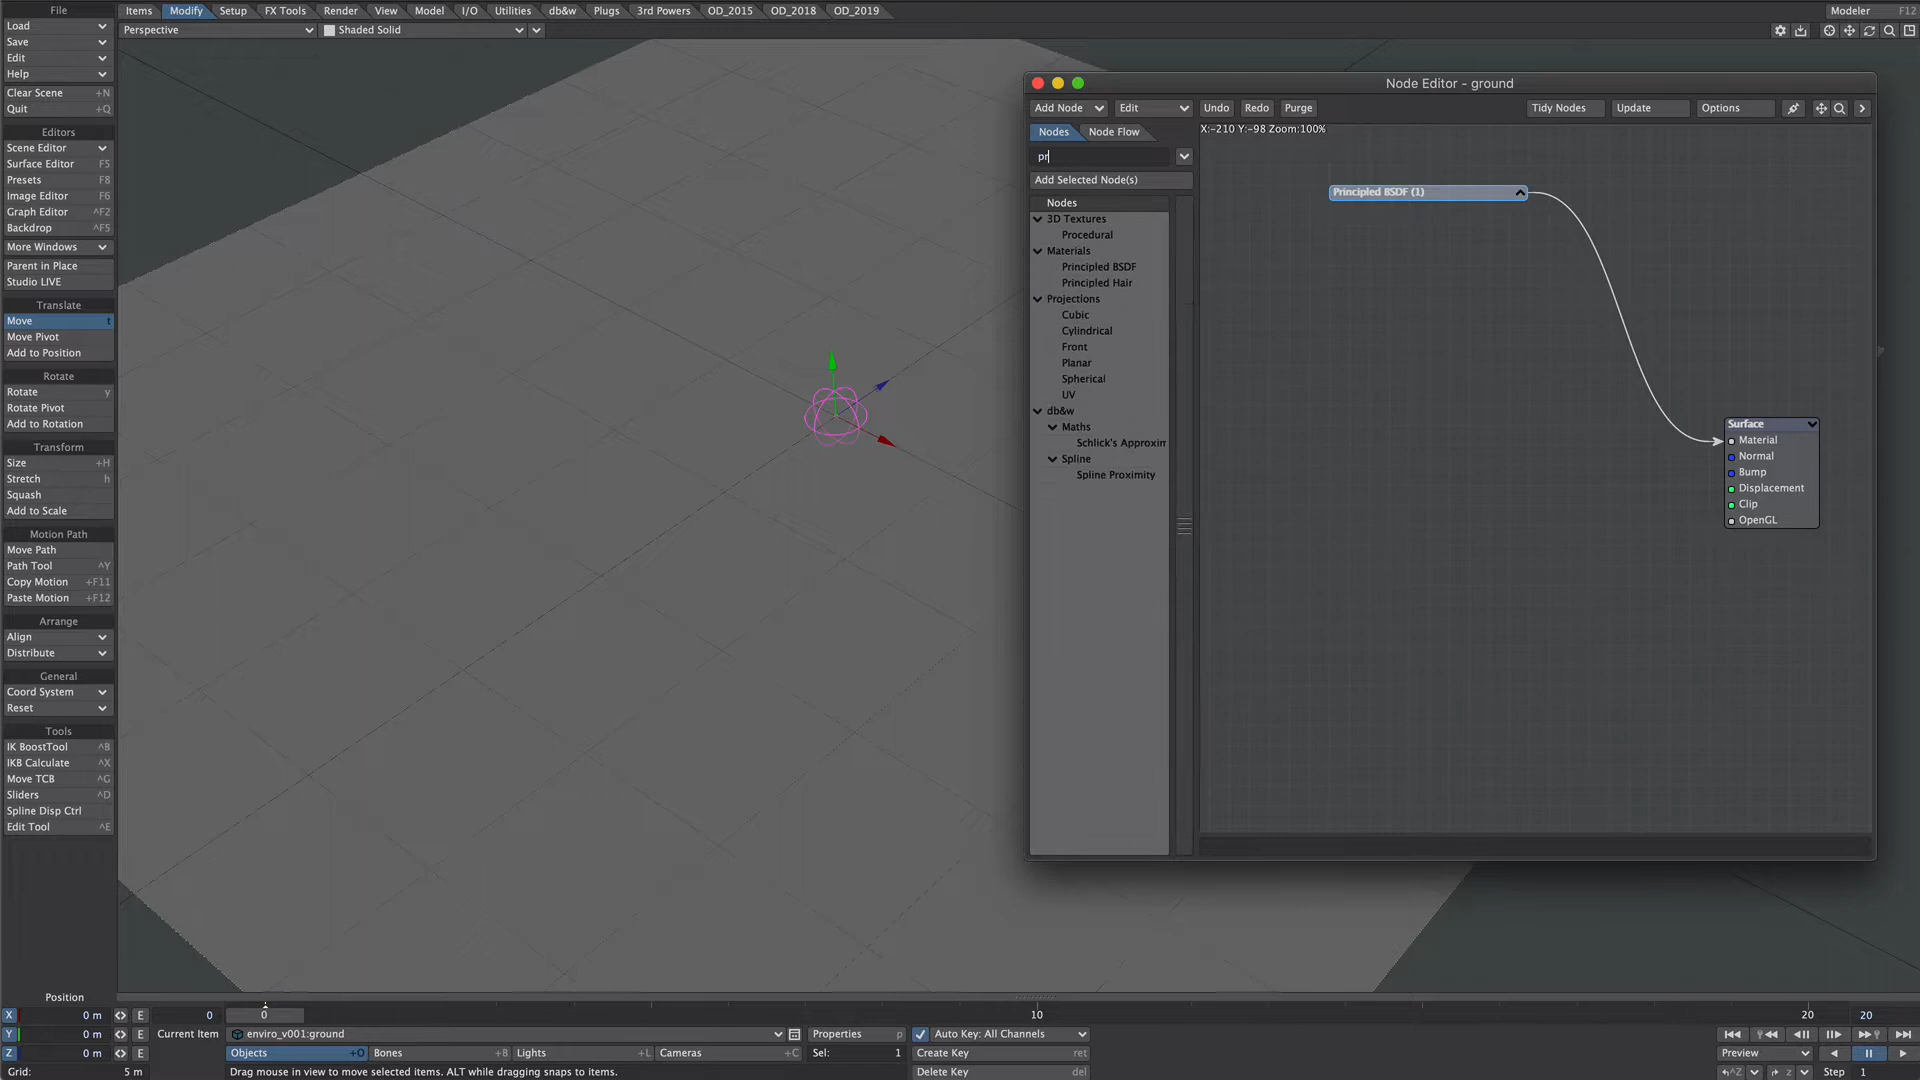 File
Items
Modify
Setup
FX Tools
Render
View
Model
I/O
Utilities
db&w
Plugs
3rd Powers
OD_2015
OD_2018
OD_2019
Modeler F12
Load
Save
Edit
Help
Clear Scene +N
Quit +Q
Editors
Scene Editor
Surface Editor F5
Presets F8
Image Editor F6
Graph Editor ^F2
Backdrop ^F5
More Windows
Parent in Place
Studio LIVE
Translate
Move t
Move Pivot
Add to Position
Rotate
Rotate y
Rotate Pivot
Add to Rotation
Transform
Size +H
Stretch h
Squash
Add to Scale
Motion Path
Move Path
Path Tool ^Y
Copy Motion +F11
Paste Motion +F12
Arrange
Align
Distribute
General
Coord System
Reset
Tools
IK BoostTool ^B
IKB Calculate ^X
Move TCB ^G
Sliders ^D
Spline Disp Ctrl
Edit Tool ^E
Perspective
Shaded Solid
Node Editor - ground
Add Node
Edit
Undo
Redo
Purge
Tidy Nodes
Update
Options
Nodes
Node Flow
X:-210 Y:-98 Zoom:100%
pr
Add Selected Node(s)
Nodes
3D Textures
Procedural
Materials
Principled BSDF
Principled Hair
Projections
Cubic
Cylindrical
Front
Planar
Spherical
UV
db&w
Maths
Schlick's Approxim
Spline
Spline Proximity
Principled BSDF (1)
Surface
Material
Normal
Bump
Displacement
Clip
OpenGL
Position
X 0 m E
Y 0 m E
Z 0 m E
Grid: 5 m
0
0
10
20
20
Current Item
enviro_v001:ground
Properties p
Auto Key: All Channels
Objects +O
Bones +B
Lights +L
Cameras +C
Sel: 1
Create Key ret
Delete Key del
Drag mouse in view to move selected items. ALT while dragging snaps to items.
Preview
^Z
z
Step 1